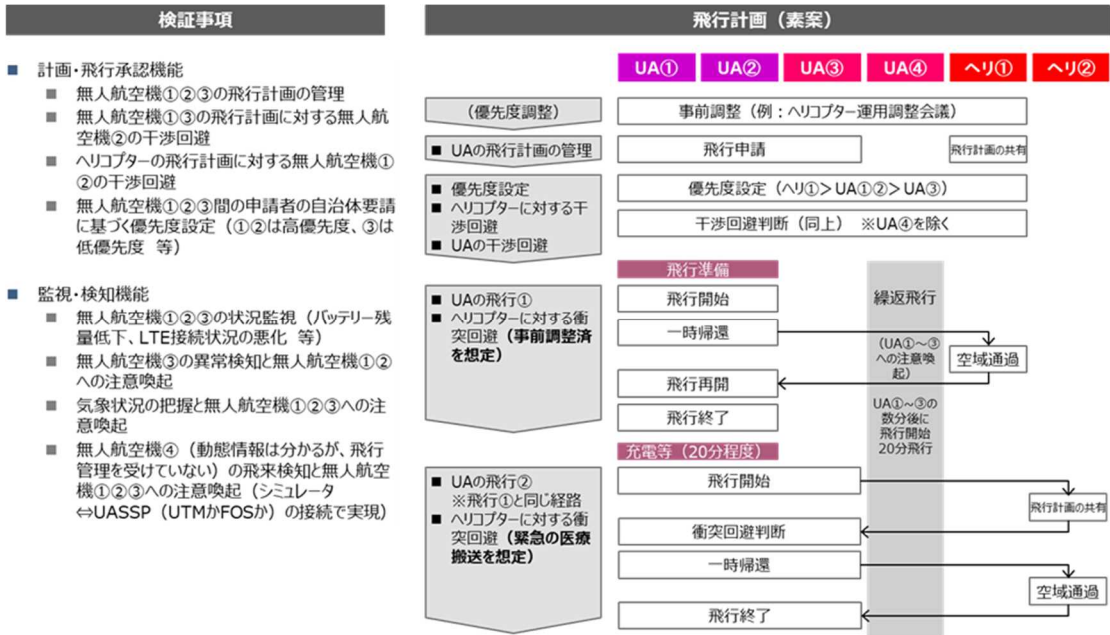 検証事項
■ 計画・飛行承認機能
■ 無人航空機①②③の飛行計画の管理
■ 無人航空機①③の飛行計画に対する無人航
空機②の干渉回避
■ ヘリコプターの飛行計画に対する無人航空機①
②の干渉回避
■ 無人航空機①②③間の申請者の自治体要請
に基づく優先度設定（①②は高優先度、③は
低優先度 等）
■ 監視・検知機能
■ 無人航空機①②③の状況監視（バッテリー残
量低下、LTE接続状況の悪化 等）
■ 無人航空機③の異常検知と無人航空機①②
への注意喚起
■ 気象状況の把握と無人航空機①②③への注
意喚起
■ 無人航空機④（動態情報は分かるが、飛行
管理を受けていない）の飛来検知と無人航空
機①②③への注意喚起（シミュレータ
⇔UASSP（UTMかFOSか）の接続で実現）
飛行計画（素案）
UA① UA② UA③ UA④ ヘリ① ヘリ②
（優先度調整）
事前調整（例：ヘリコプター運用調整会議）
■ UAの飛行計画の管理
飛行申請
飛行計画の共有
■ 優先度設定
■ ヘリコプターに対する干
渉回避
■ UAの干渉回避
優先度設定（ヘリ①＞UA①②＞UA③）
干渉回避判断（同上） ※UA④を除く
飛行準備
■ UAの飛行①
■ ヘリコプターに対する衝
突回避（事前調整済
を想定）
飛行開始
一時帰還
飛行再開
飛行終了
繰返飛行
（UA①～③
への注意喚
起）
UA①～③の
数分後に
飛行開始
20分飛行
空域通過
充電等（20分程度）
■ UAの飛行②
※飛行①と同じ経路
■ ヘリコプターに対する衝
突回避（緊急の医療
搬送を想定）
飛行開始
飛行計画の共有
衝突回避判断
一時帰還
空域通過
飛行終了